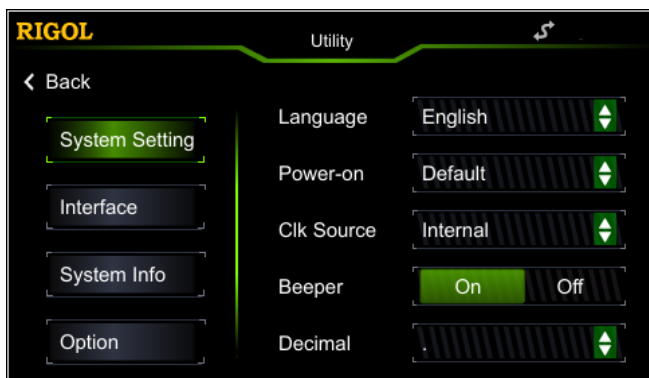 RIGOL
Utility
Back
System Setting
Interface
System Info
Option
Language English
Power-on Default
Clk Source Internal
Beeper On Off
Decimal .